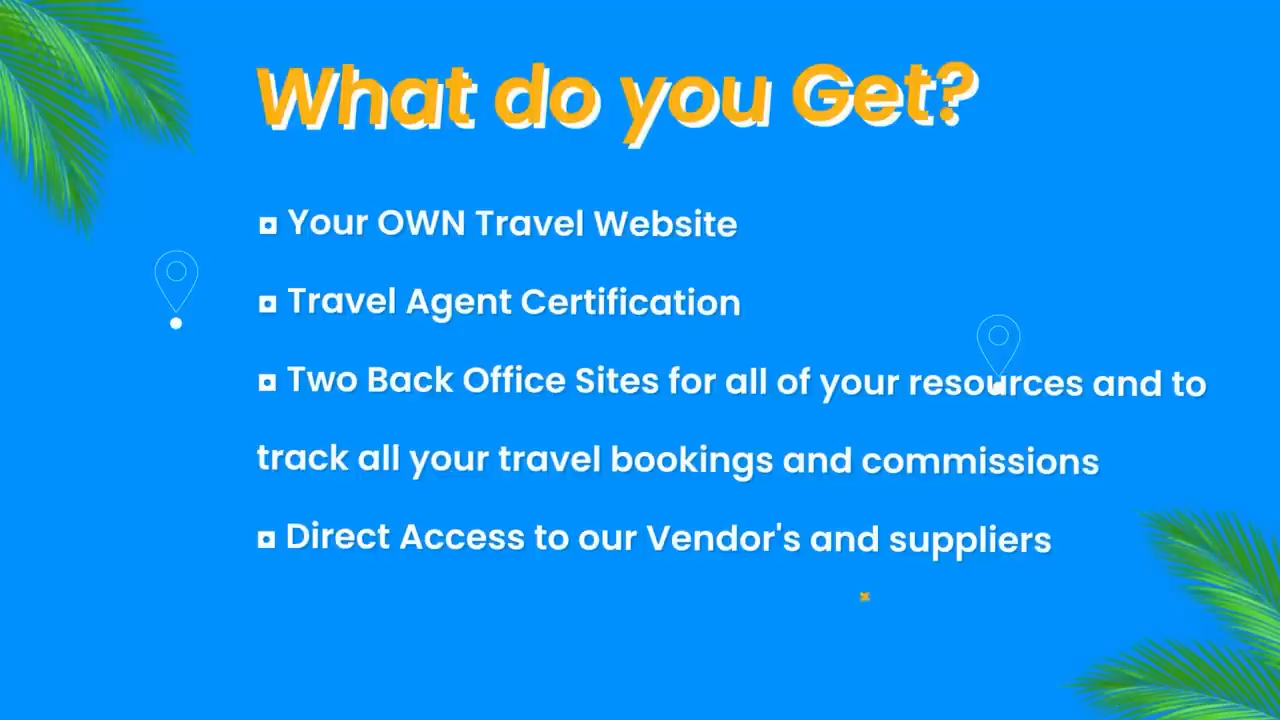 What do you Get?
◘ Your OWN Travel Website
◘ Travel Agent Certification
◘ Two Back Office Sites for all of your resources and to
track all your travel bookings and commissions
◘ Direct Access to our Vendor's and suppliers